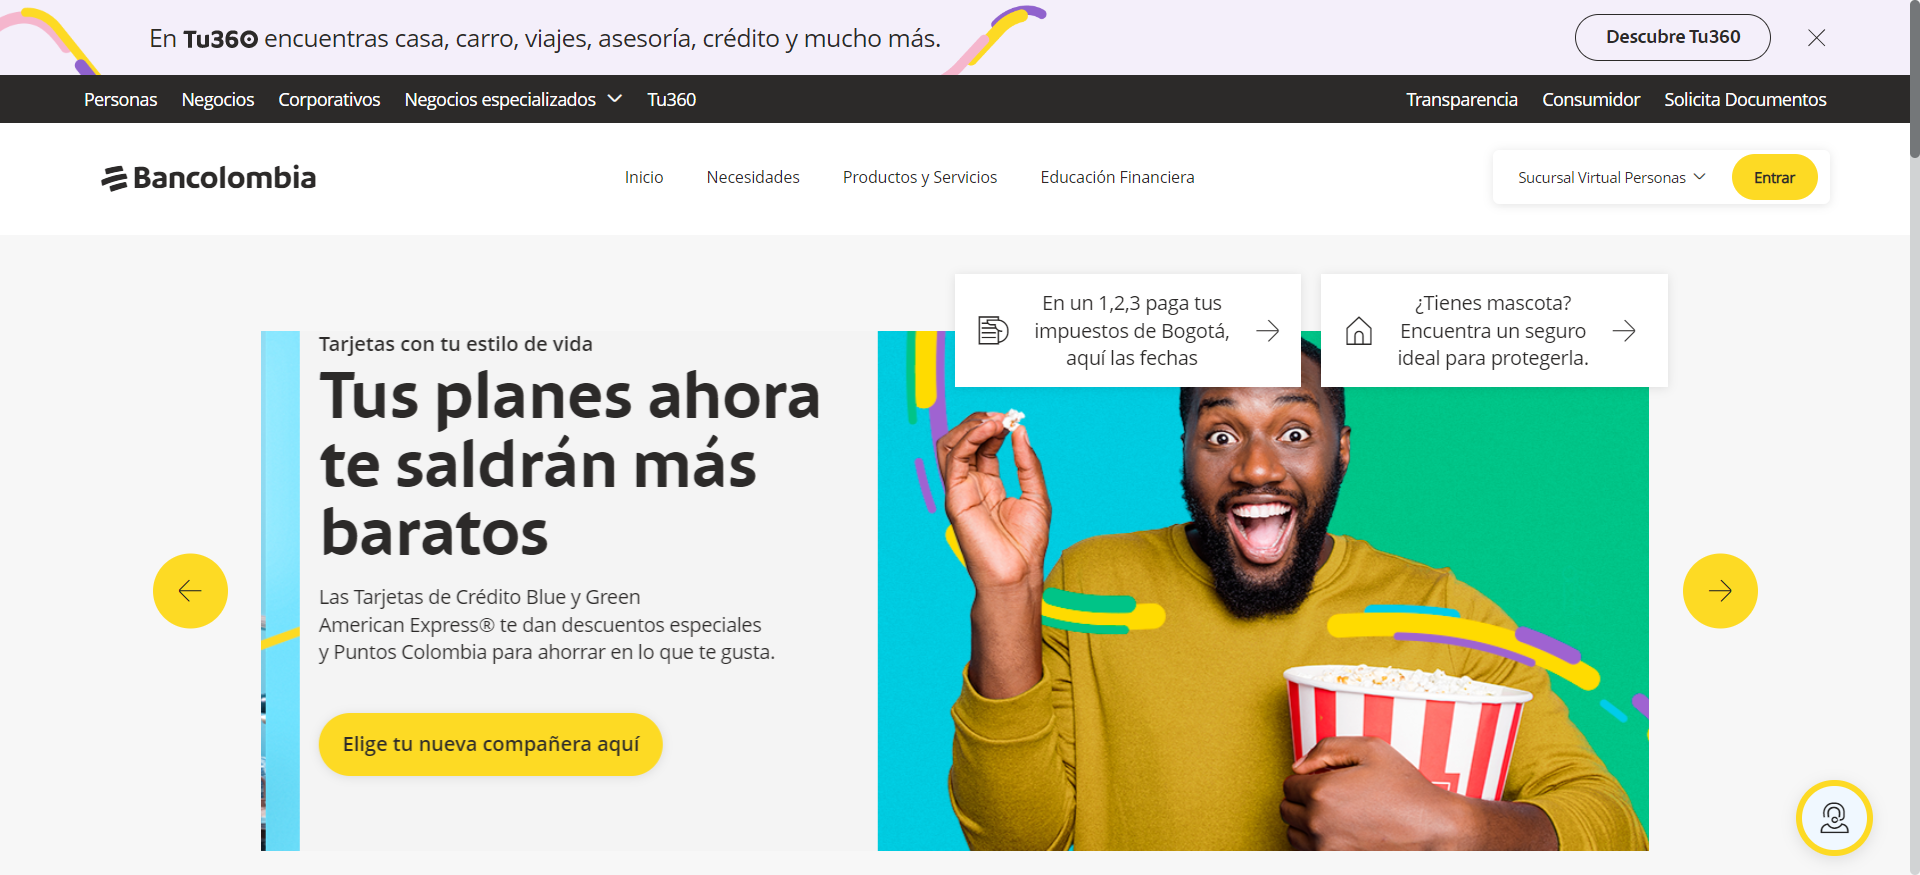 En Tu360 encuentras casa, carro, viajes, asesoría, crédito y mucho más.
Descubre Tu360
Personas
Negocios
Corporativos
Negocios especializados
Tu360
Transparencia
Consumidor
Solicita Documentos
Bancolombia
Inicio
Necesidades
Productos y Servicios
Educación Financiera
Sucursal Virtual Personas
Entrar
En un 1,2,3 paga tus
impuestos de Bogotá,
aquí las fechas
¿Tienes mascota?
Encuentra un seguro
ideal para protegerla.
Tarjetas con tu estilo de vida
Tus planes ahora
te saldrán más
baratos
Las Tarjetas de Crédito Blue y Green
American Express® te dan descuentos especiales
y Puntos Colombia para ahorrar en lo que te gusta.
Elige tu nueva compañera aquí